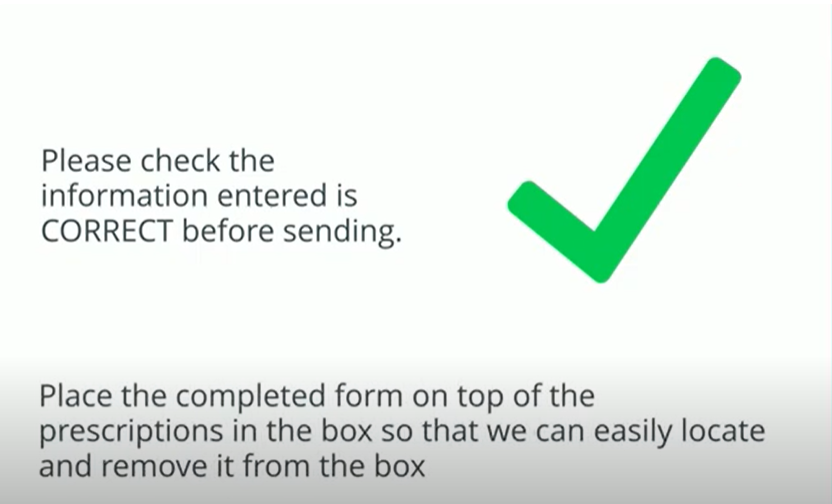 Please check the
information entered is
CORRECT before sending.
Place the completed form on top of the
prescriptions in the box so that we can easily locate
and remove it from the box